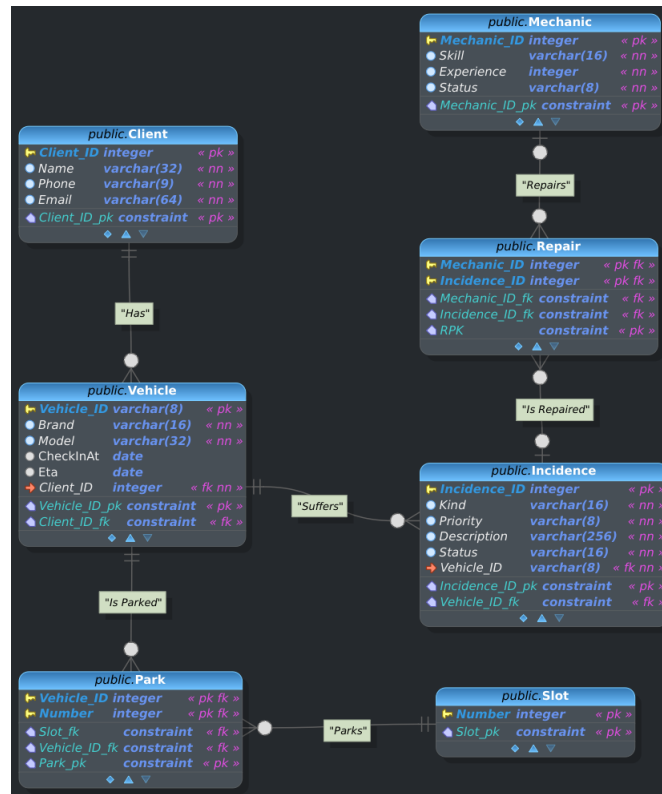 public.Mechanic
Mechanic_ID integer « pk »
Skill varchar(16) « nn »
Experience integer « nn »
Status varchar(8) « nn »
Mechanic_ID_pk constraint « pk »
public.Client
Client_ID integer « pk »
Name varchar(32) « nn »
Phone varchar(9) « nn »
Email varchar(64) « nn »
Client_ID_pk constraint « pk »
"Repairs"
public.Repair
Mechanic_ID integer « pk fk »
Incidence_ID integer « pk fk »
Mechanic_ID_fk constraint « fk »
Incidence_ID_fk constraint « fk »
RPK constraint « pk »
"Has"
public.Vehicle
Vehicle_ID varchar(8) « pk »
Brand varchar(16) « nn »
Model varchar(32) « nn »
CheckInAt date
Eta date
Client_ID integer « fk nn »
Vehicle_ID_pk constraint « pk »
Client_ID_fk constraint « fk »
"Is Repaired"
"Suffers"
public.Incidence
Incidence_ID integer « pk »
Kind varchar(16) « nn »
Priority varchar(8) « nn »
Description varchar(256) « nn »
Status varchar(16) « nn »
Vehicle_ID varchar(8) « fk nn »
Incidence_ID_pk constraint « pk »
Vehicle_ID_fk constraint « fk »
"Is Parked"
public.Park
Vehicle_ID integer « pk fk »
Number integer « pk fk »
Slot_fk constraint « fk »
Vehicle_ID_fk constraint « fk »
Park_pk constraint « pk »
"Parks"
public.Slot
Number integer « pk »
Slot_pk constraint « pk »